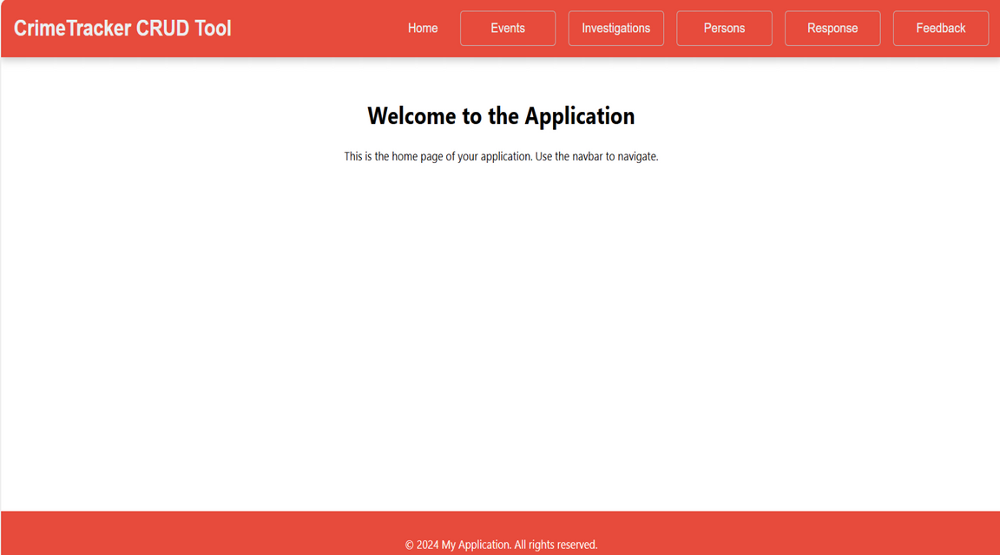 CrimeTracker CRUD Tool
Home Events Investigations Persons Response Feedback
Welcome to the Application
This is the home page of your application. Use the navbar to navigate.
© 2024 My Application. All rights reserved.